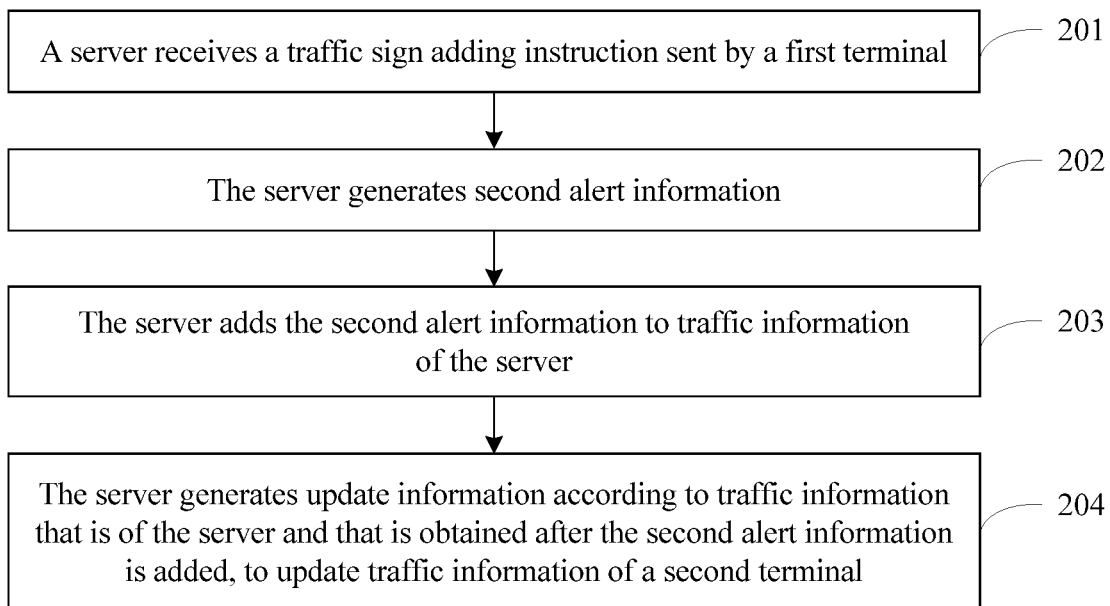 A server receives a traffic sign adding instruction sent by a first terminal
201
The server generates second alert information
202
The server adds the second alert information to traffic information
of the server
203
The server generates update information according to traffic information
that is of the server and that is obtained after the second alert information
is added, to update traffic information of a second terminal
204